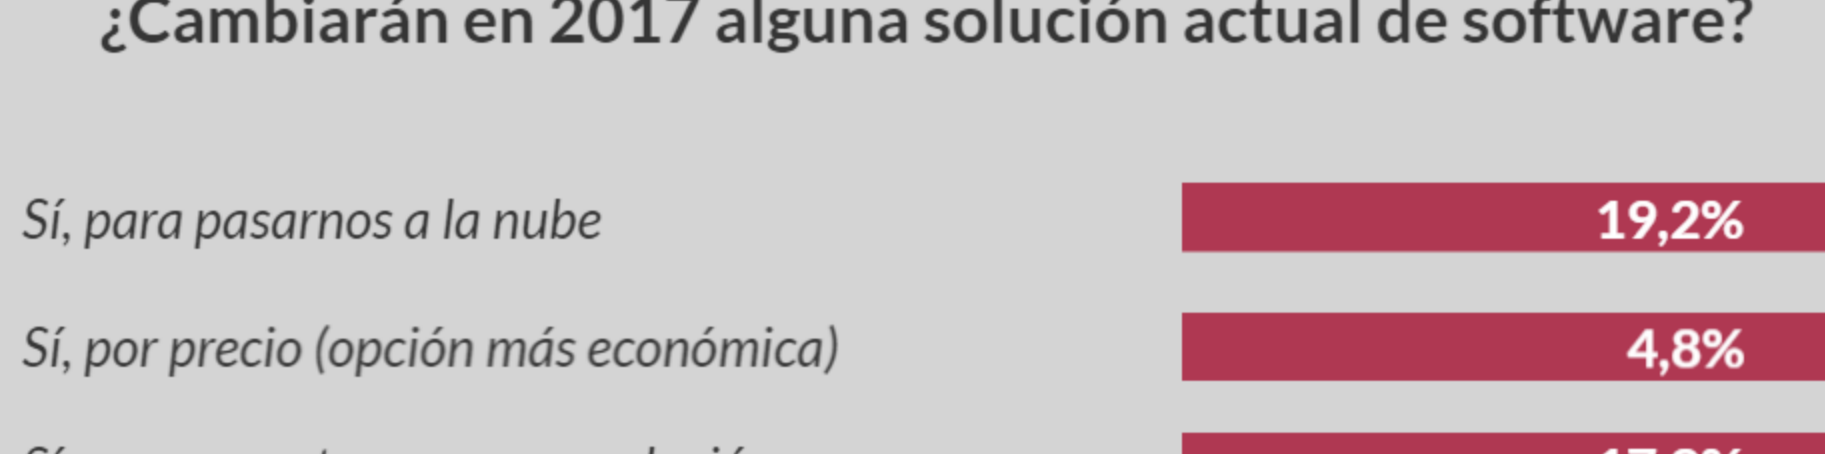 ¿Cambiarán en 2017 alguna solución actual de software?
Sí, para pasarnos a la nube 19,2%
Sí, por precio (opción más económica) 4,8%